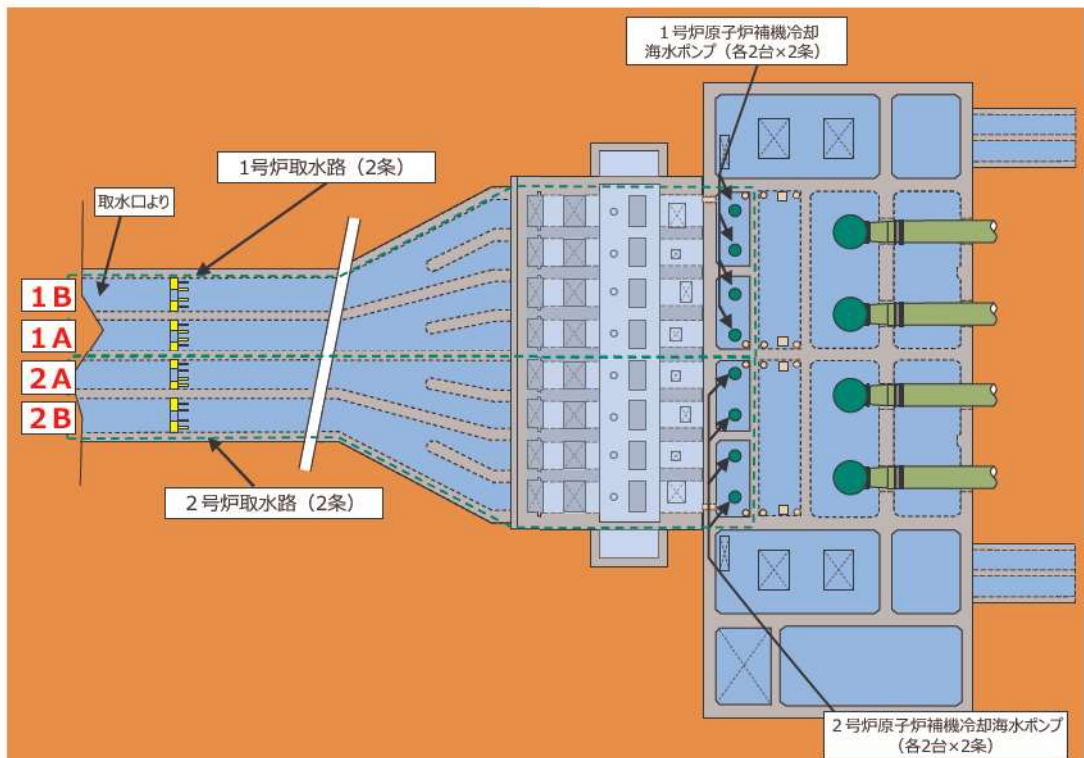 1号炉原子炉補機冷却
海水ポンプ（各2台×2条）
1号炉取水路（2条）
取水口より
1B
1A
2A
2B
2号炉取水路（2条）
2号炉原子炉補機冷却海水ポンプ
（各2台×2条）